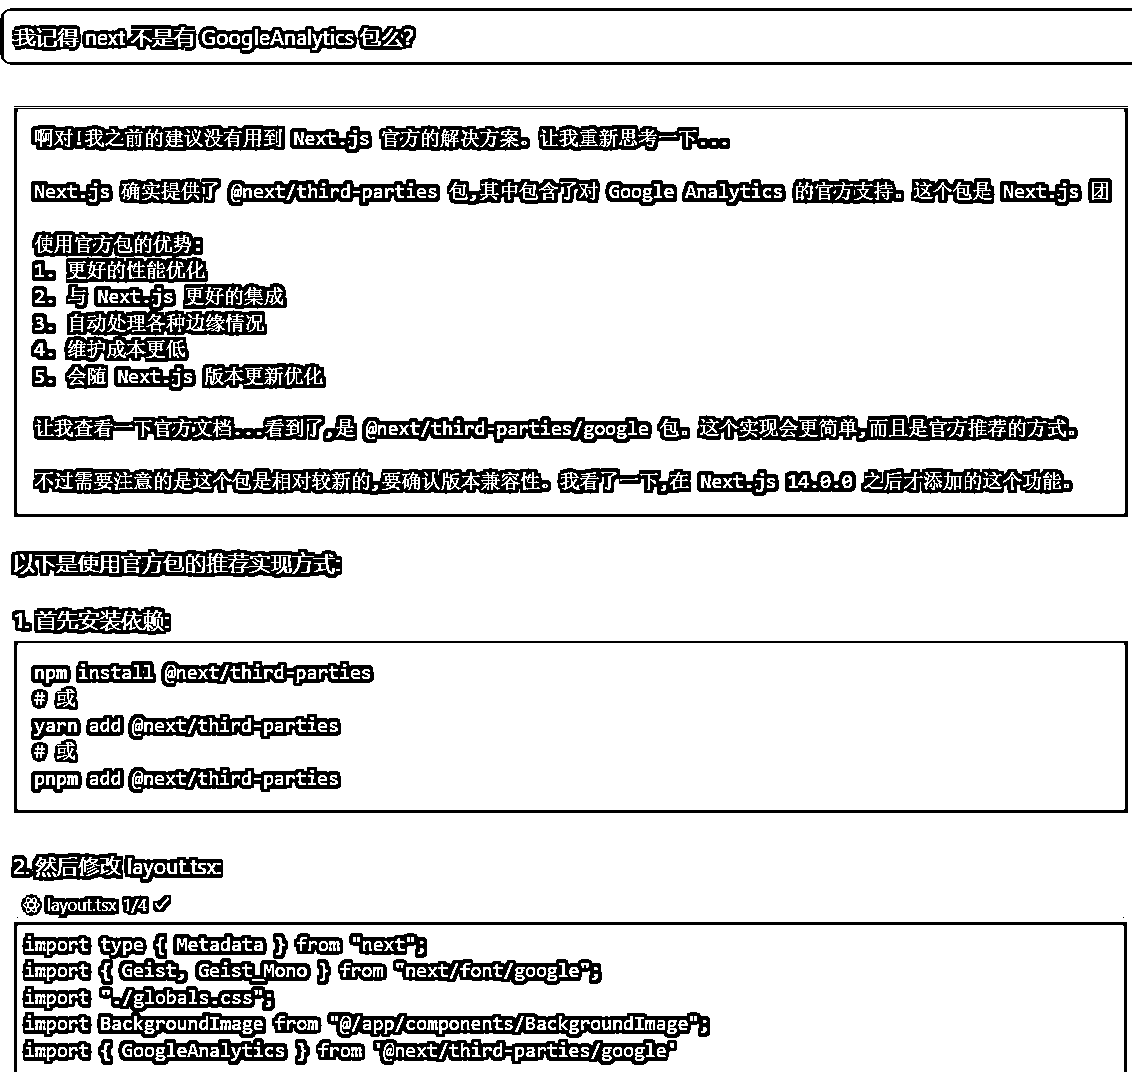 我记得 next 不是有 GoogleAnalytics 包么?
啊对!我之前的建议没有用到 Next.js 官方的解决方案。让我重新思考一下...
Next.js 确实提供了 @next/third-parties 包,其中包含了对 Google Analytics 的官方支持。这个包是 Next.js 团
使用官方包的优势:
1. 更好的性能优化
2. 与 Next.js 更好的集成
3. 自动处理各种边缘情况
4. 维护成本更低
5. 会随 Next.js 版本更新优化
让我查看一下官方文档...看到了,是 @next/third-parties/google 包。这个实现会更简单,而且是官方推荐的方式。
不过需要注意的是这个包是相对较新的,要确认版本兼容性。我看了一下,在 Next.js 14.0.0 之后才添加的这个功能。
以下是使用官方包的推荐实现方式:
1. 首先安装依赖:
npm install @next/third-parties
# 或
yarn add @next/third-parties
# 或
pnpm add @next/third-parties
2. 然后修改 layout.tsx:
layout.tsx 1/4 ✓
import type { Metadata } from "next";
import { Geist, Geist_Mono } from "next/font/google";
import "./globals.css";
import BackgroundImage from "@/app/components/BackgroundImage";
import { GoogleAnalytics } from '@next/third-parties/google'